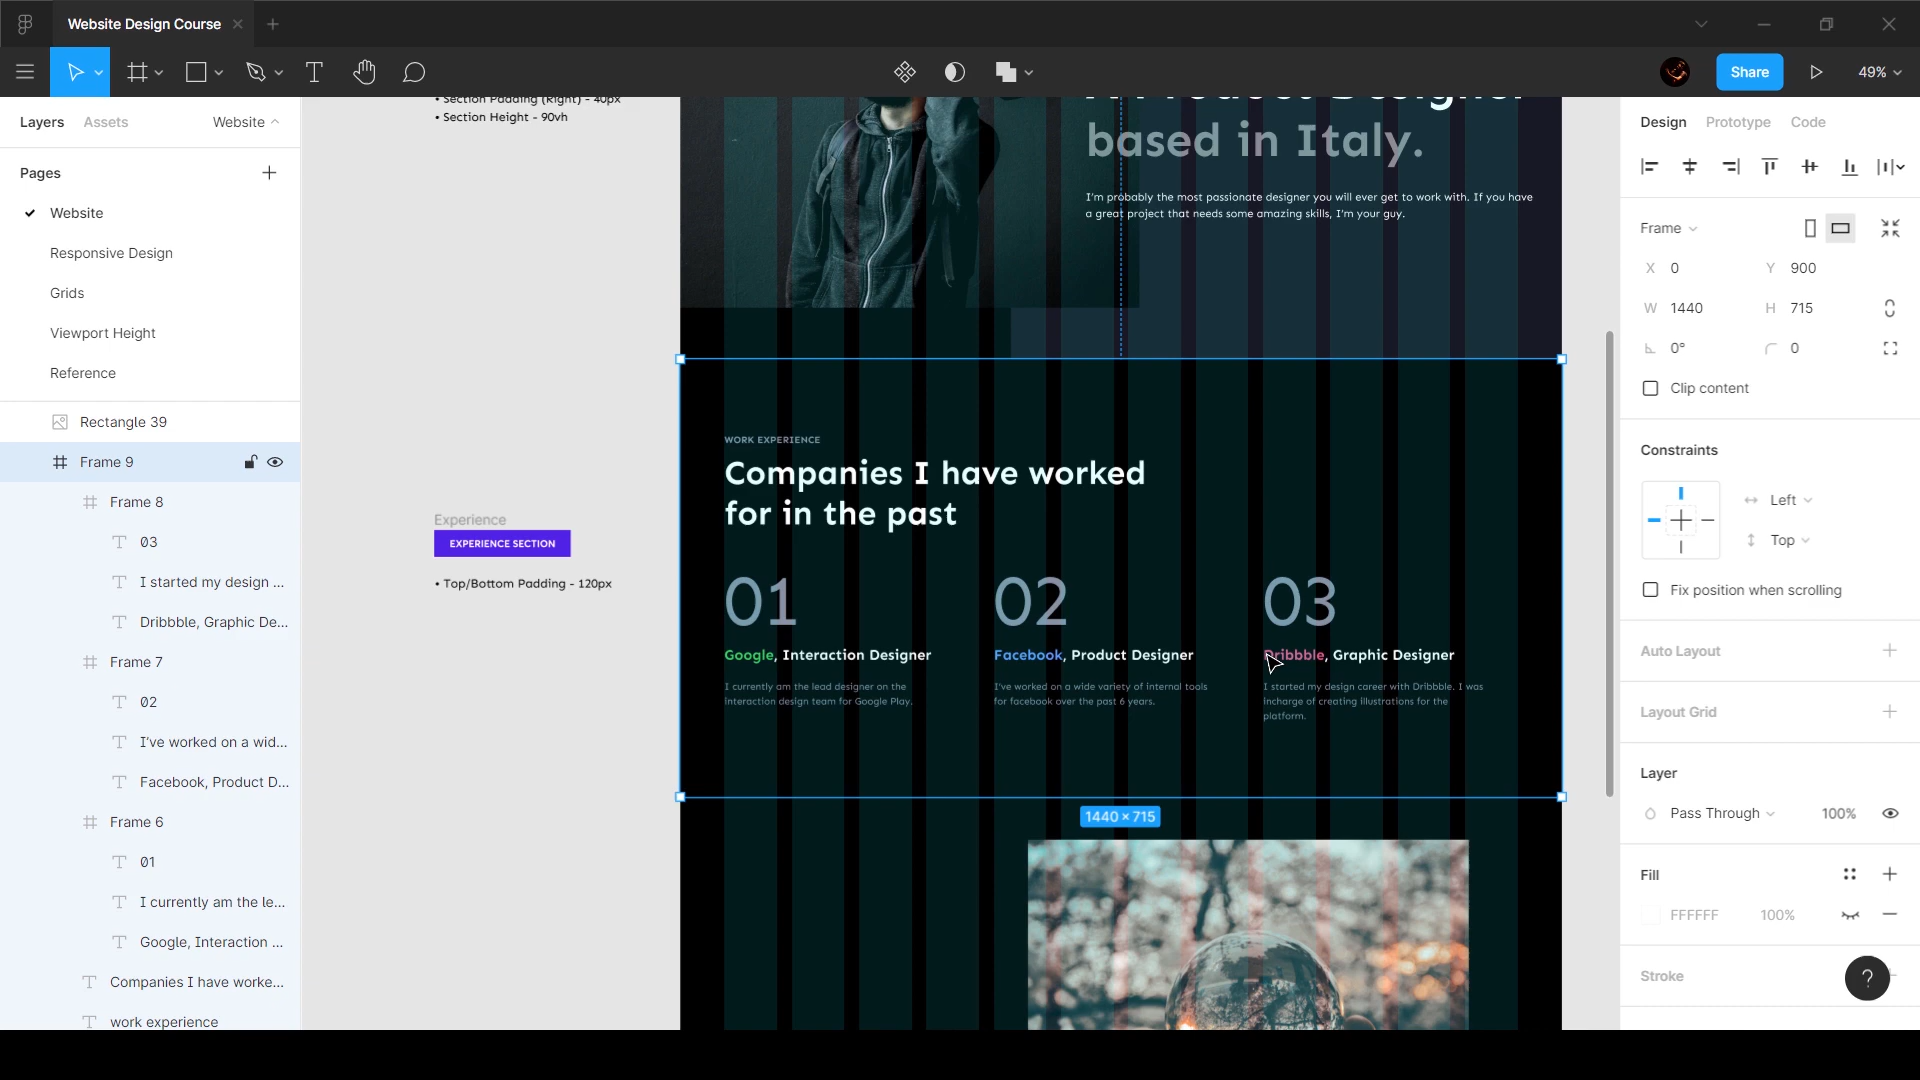 Website Design Course
Share
49%
Layers
Assets
Website
Pages
Website
Responsive Design
Grids
Viewport Height
Reference
Rectangle 39
Frame 9
Frame 8
03
I started my design ...
Dribbble, Graphic De...
Frame 7
02
I've worked on a wid...
Facebook, Product D...
Frame 6
01
I currently am the le...
Google, Interaction ...
Companies I have worke...
work experience
• Section Padding (Right) - 40px
• Section Height - 90vh
Experience
EXPERIENCE SECTION
• Top/Bottom Padding - 120px
A Product Designer
based in Italy.
I'm probably the most passionate designer you will ever get to work with. If you have
a great project that needs some amazing skills, I'm your guy.
WORK EXPERIENCE
Companies I have worked
for in the past
01
Google, Interaction Designer
I currently am the lead designer on the
interaction design team for Google Play.
02
Facebook, Product Designer
I've worked on a wide variety of internal tools
for facebook over the past 6 years.
03
Dribbble, Graphic Designer
I started my design career with Dribbble. I was
incharge of creating illustrations for the
platform.
1440 × 715
Design
Prototype
Code
Frame
X 0
Y 900
W 1440
H 715
0°
0
Clip content
Constraints
Left
Top
Fix position when scrolling
Auto Layout
Layout Grid
Layer
Pass Through
100%
Fill
FFFFFF
100%
Stroke
?